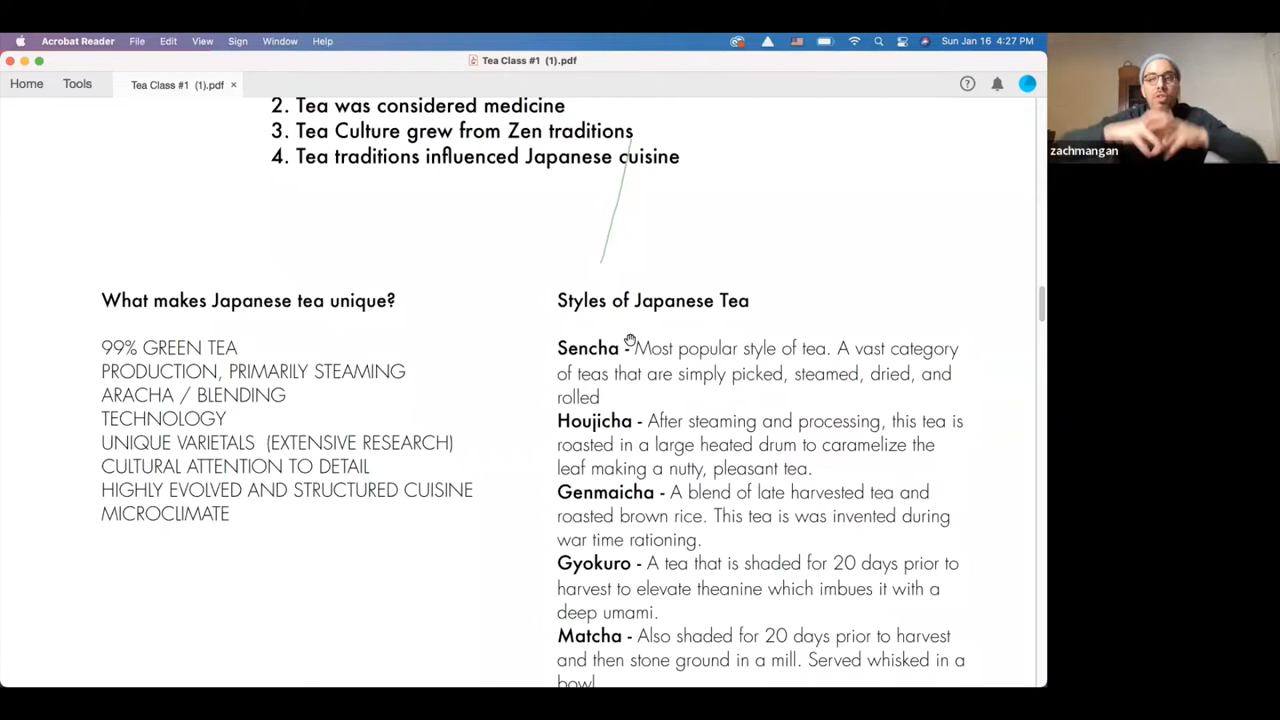 Acrobat Reader File Edit View Sign Window Help Sun Jan 16 4:27 PM
Tea Class #1 (1).pdf
Home Tools Tea Class #1 (1).pdf ×
zachmangan
2. Tea was considered medicine
3. Tea Culture grew from Zen traditions
4. Tea traditions influenced Japanese cuisine
What makes Japanese tea unique?
99% GREEN TEA
PRODUCTION, PRIMARILY STEAMING
ARACHA / BLENDING
TECHNOLOGY
UNIQUE VARIETALS (EXTENSIVE RESEARCH)
CULTURAL ATTENTION TO DETAIL
HIGHLY EVOLVED AND STRUCTURED CUISINE
MICROCLIMATE
Styles of Japanese Tea
Sencha - Most popular style of tea. A vast category
of teas that are simply picked, steamed, dried, and
rolled
Houjicha - After steaming and processing, this tea is
roasted in a large heated drum to caramelize the
leaf making a nutty, pleasant tea.
Genmaicha - A blend of late harvested tea and
roasted brown rice. This tea is was invented during
war time rationing.
Gyokuro - A tea that is shaded for 20 days prior to
harvest to elevate theanine which imbues it with a
deep umami.
Matcha - Also shaded for 20 days prior to harvest
and then stone ground in a mill. Served whisked in a
bowl